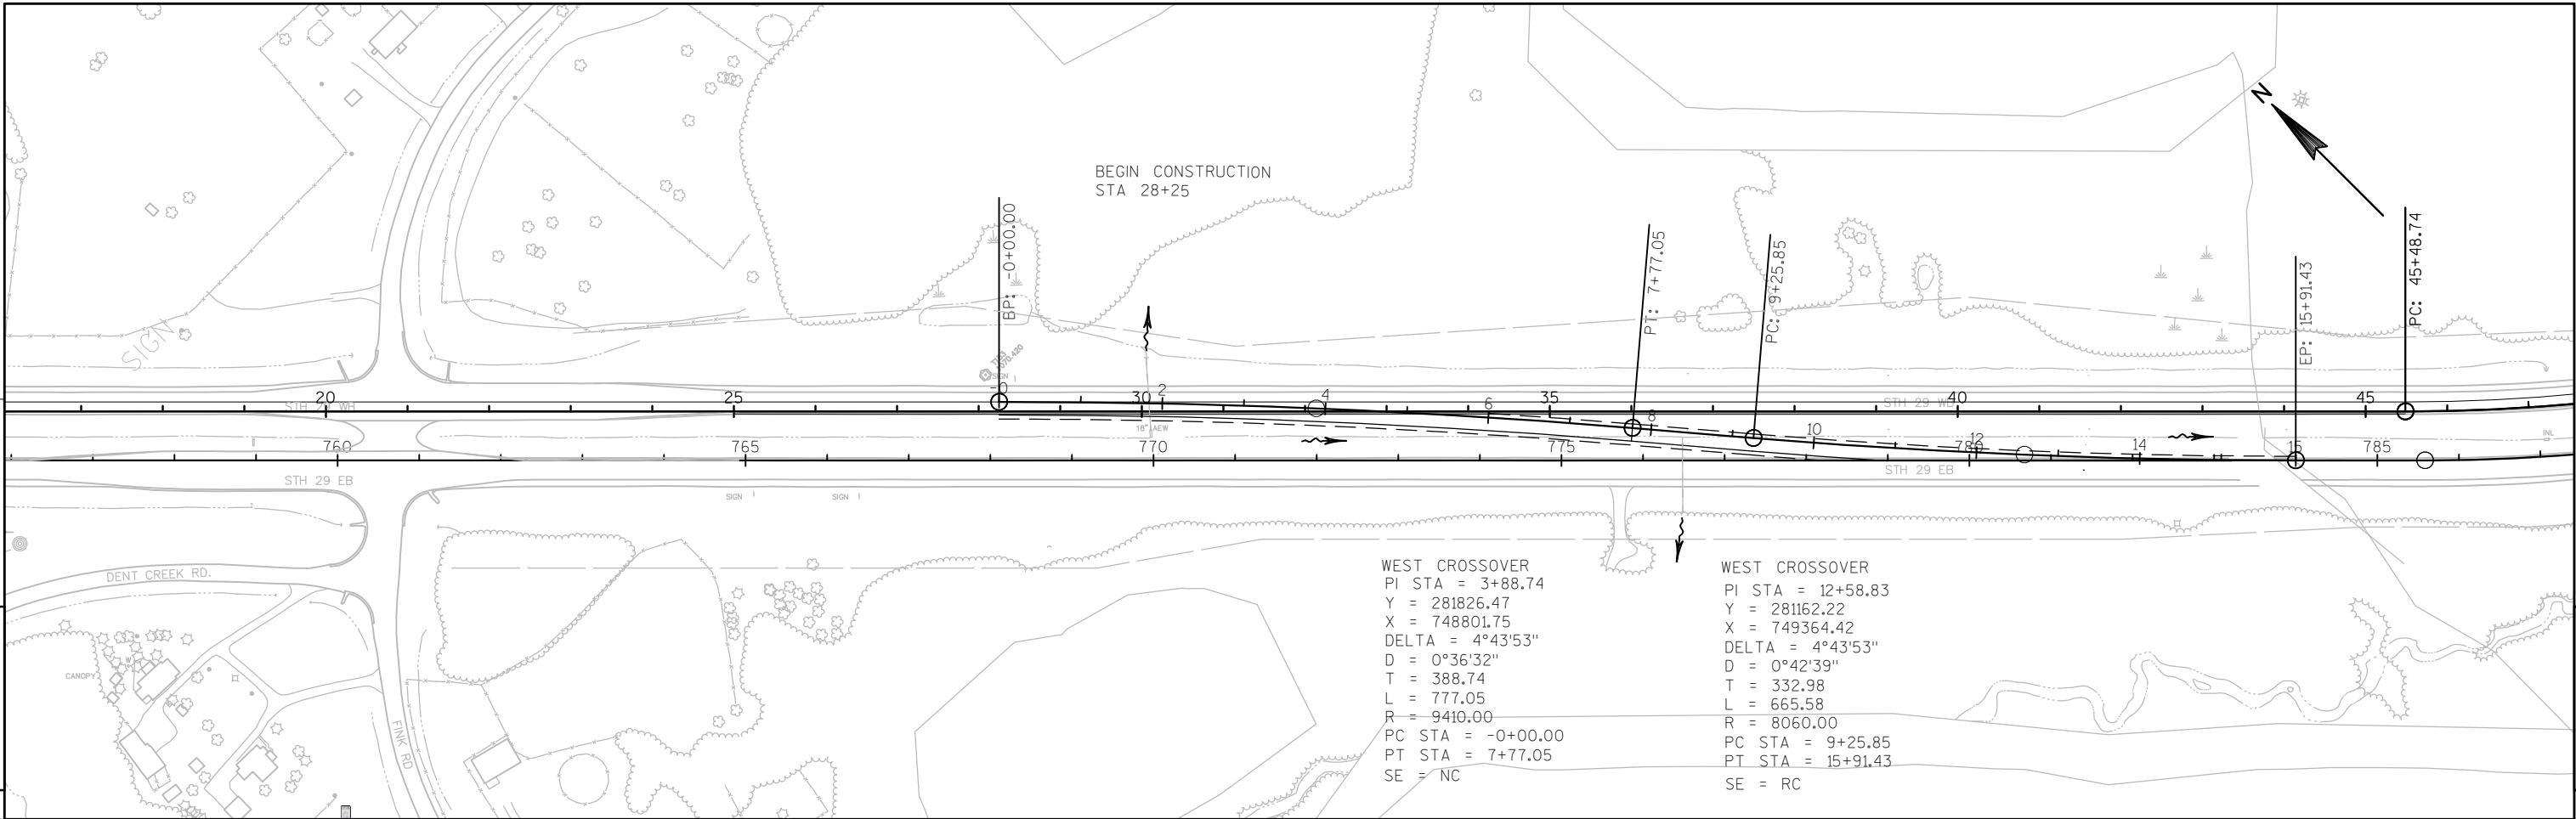 BEGIN CONSTRUCTION
STA 28+25
N
BP: -0+00.00
PT: 7+77.05
PC: 9+25.85
EP: 15+91.43
PC: 45+48.74
SIGN
SIGN
-0
2
4
6
8
10
12
14
15
20
25
30
35
40
45
STH 29 WB
STH 29 WB
18" AEW
INL
760
765
770
775
780
785
STH 29 EB
STH 29 EB
SIGN
SIGN
DENT CREEK RD.
FINK RD
CANOPY
WEST CROSSOVER
PI STA = 3+88.74
Y = 281826.47
X = 748801.75
DELTA = 4°43'53"
D = 0°36'32"
T = 388.74
L = 777.05
R = 9410.00
PC STA = -0+00.00
PT STA = 7+77.05
SE = NC
WEST CROSSOVER
PI STA = 12+58.83
Y = 281162.22
X = 749364.42
DELTA = 4°43'53"
D = 0°42'39"
T = 332.98
L = 665.58
R = 8060.00
PC STA = 9+25.85
PT STA = 15+91.43
SE = RC